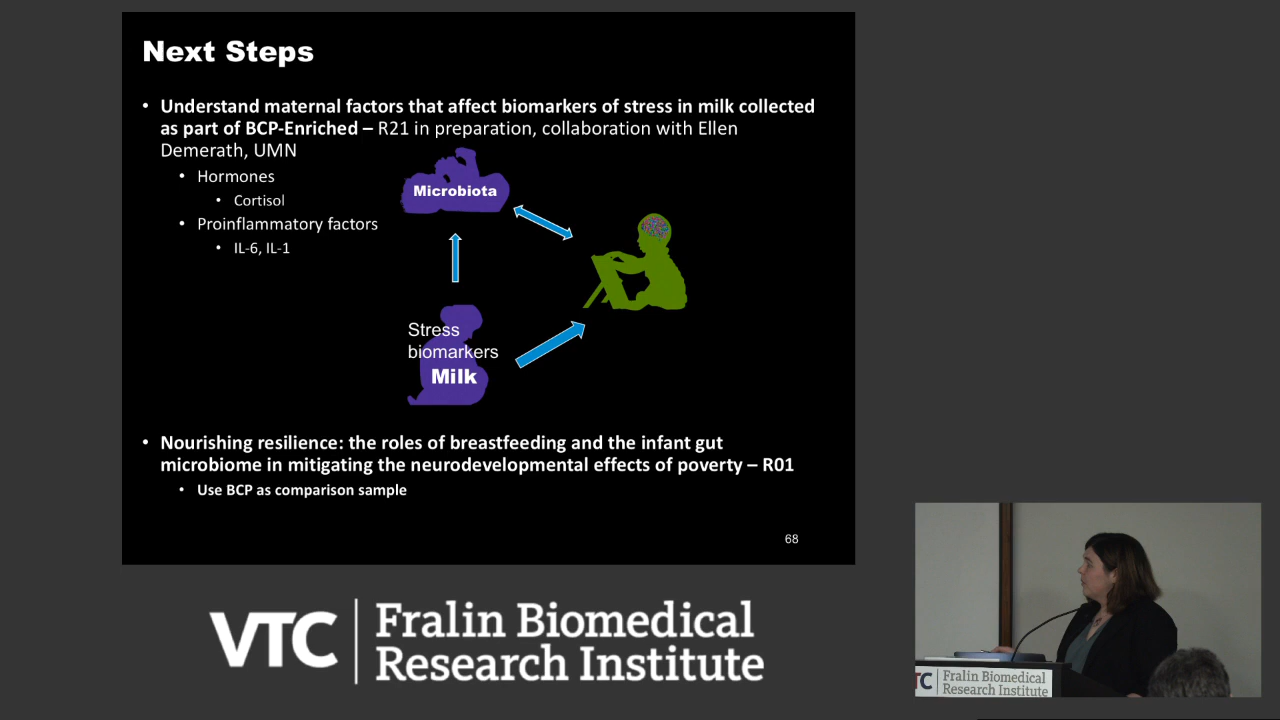 Next Steps
• Understand maternal factors that affect biomarkers of stress in milk collected
as part of BCP-Enriched – R21 in preparation, collaboration with Ellen
Demerath, UMN
• Hormones
• Cortisol
• Proinflammatory factors
• IL-6, IL-1
Microbiota
Stress
biomarkers
Milk
• Nourishing resilience: the roles of breastfeeding and the infant gut
microbiome in mitigating the neurodevelopmental effects of poverty – R01
• Use BCP as comparison sample
68
VTC
Fralin Biomedical
Research Institute
TC
Fralin Biomedical
Research Institute